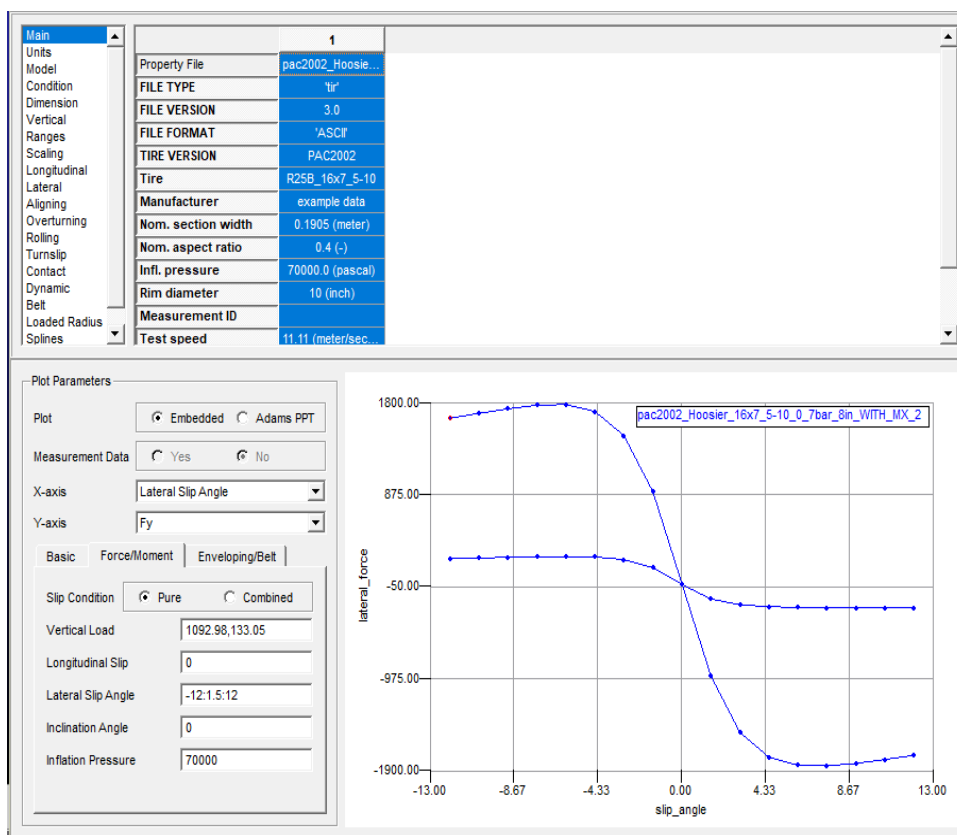 Main
Units
Model
Condition
Dimension
Vertical
Ranges
Scaling
Longitudinal
Lateral
Aligning
Overturning
Rolling
Turnslip
Contact
Dynamic
Belt
Loaded Radius
Splines
1
Property File pac2002_Hoosie...
FILE TYPE 'tir'
FILE VERSION 3.0
FILE FORMAT 'ASCII'
TIRE VERSION PAC2002
Tire R25B_16x7_5-10
Manufacturer example data
Nom. section width 0.1905 (meter)
Nom. aspect ratio 0.4 (-)
Infl. pressure 70000.0 (pascal)
Rim diameter 10 (inch)
Measurement ID
Test speed 11.11 (meter/sec...
Plot Parameters
Plot Embedded Adams PPT
Measurement Data Yes No
X-axis Lateral Slip Angle
Y-axis Fy
Basic Force/Moment Enveloping/Belt
Slip Condition Pure Combined
Vertical Load 1092.98,133.05
Longitudinal Slip 0
Lateral Slip Angle -12:1.5:12
Inclination Angle 0
Inflation Pressure 70000
pac2002_Hoosier_16x7_5-10_0_7bar_8in_WITH_MX_2
1800.00
875.00
-50.00
-975.00
-1900.00
lateral_force
-13.00 -8.67 -4.33 0.00 4.33 8.67 13.00
slip_angle